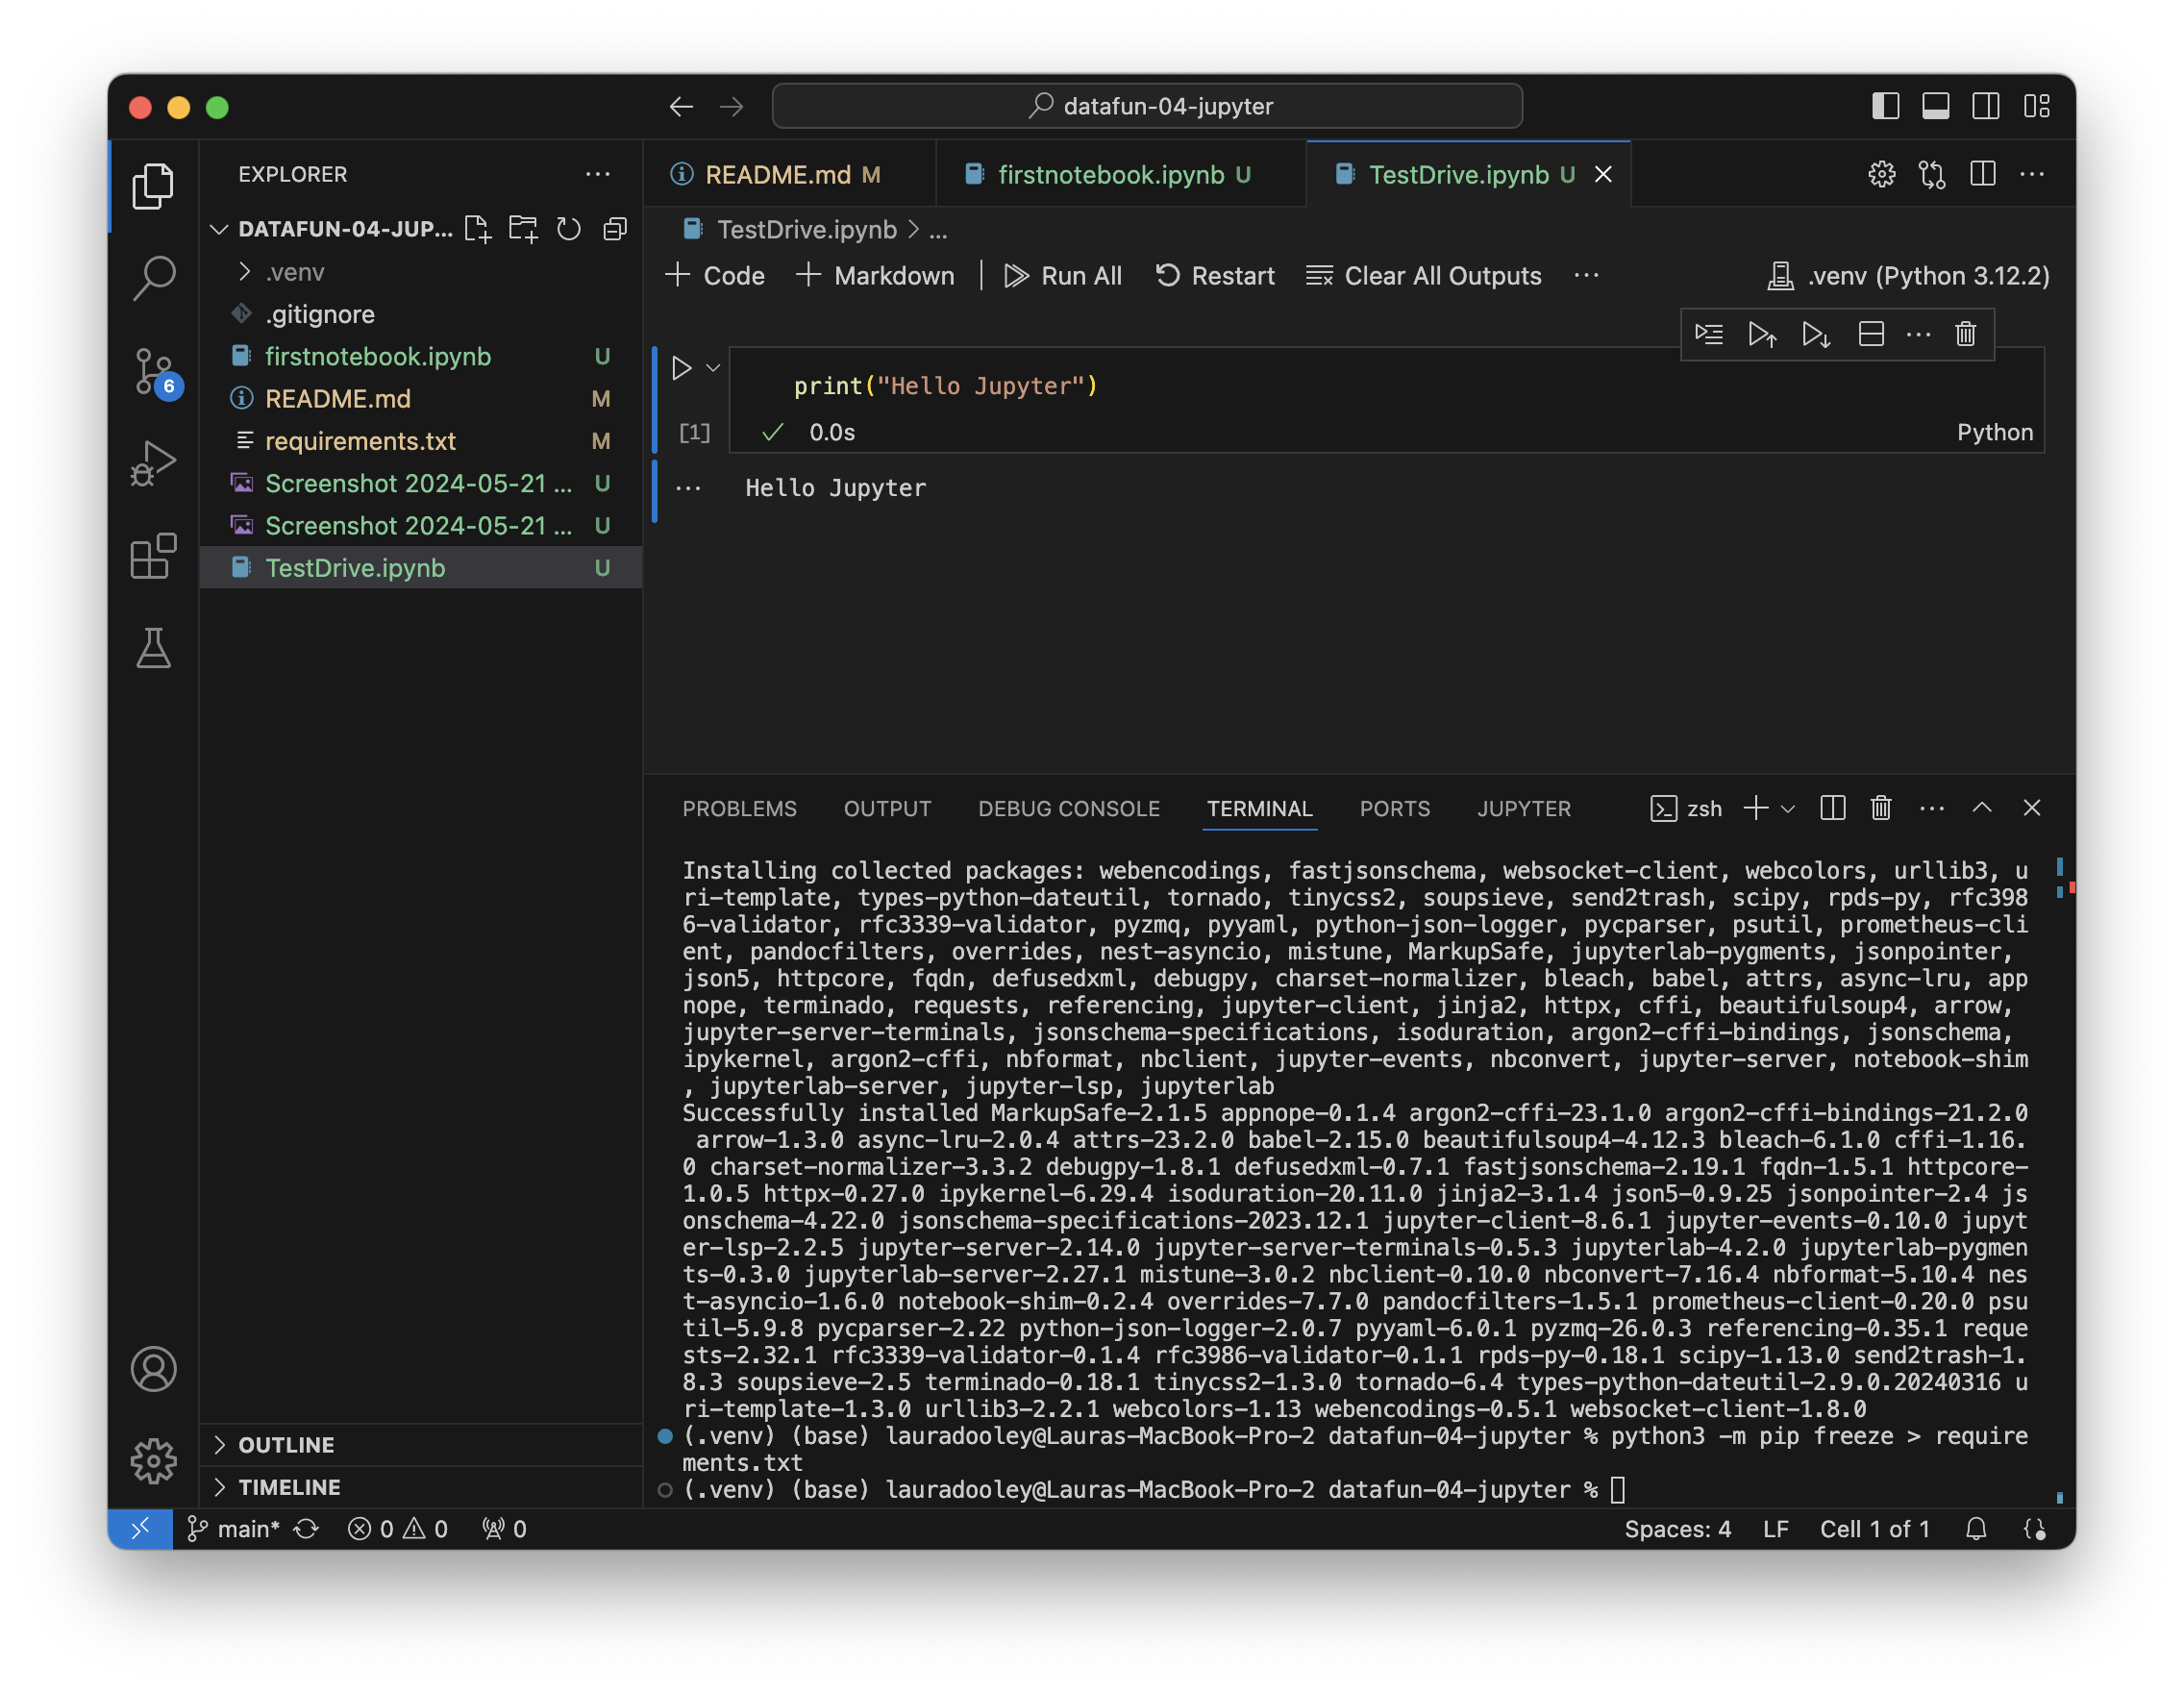 datafun-04-jupyter
EXPLORER
DATAFUN-04-JUP...
.venv
.gitignore
firstnotebook.ipynb U
README.md M
requirements.txt M
Screenshot 2024-05-21 ... U
Screenshot 2024-05-21 ... U
TestDrive.ipynb U
OUTLINE
TIMELINE
6
README.md M
firstnotebook.ipynb U
TestDrive.ipynb U
TestDrive.ipynb > ...
Code Markdown Run All Restart Clear All Outputs ... .venv (Python 3.12.2)
print("Hello Jupyter")
[1] 0.0s Python
Hello Jupyter
PROBLEMS OUTPUT DEBUG CONSOLE TERMINAL PORTS JUPYTER zsh
Installing collected packages: webencodings, fastjsonschema, websocket-client, webcolors, urllib3, u
ri-template, types-python-dateutil, tornado, tinycss2, soupsieve, send2trash, scipy, rpds-py, rfc398
6-validator, rfc3339-validator, pyzmq, pyyaml, python-json-logger, pycparser, psutil, prometheus-cli
ent, pandocfilters, overrides, nest-asyncio, mistune, MarkupSafe, jupyterlab-pygments, jsonpointer,
json5, httpcore, fqdn, defusedxml, debugpy, charset-normalizer, bleach, babel, attrs, async-lru, app
nope, terminado, requests, referencing, jupyter-client, jinja2, httpx, cffi, beautifulsoup4, arrow,
jupyter-server-terminals, jsonschema-specifications, isoduration, argon2-cffi-bindings, jsonschema,
ipykernel, argon2-cffi, nbformat, nbclient, jupyter-events, nbconvert, jupyter-server, notebook-shim
, jupyterlab-server, jupyter-lsp, jupyterlab
Successfully installed MarkupSafe-2.1.5 appnope-0.1.4 argon2-cffi-23.1.0 argon2-cffi-bindings-21.2.0
arrow-1.3.0 async-lru-2.0.4 attrs-23.2.0 babel-2.15.0 beautifulsoup4-4.12.3 bleach-6.1.0 cffi-1.16.
0 charset-normalizer-3.3.2 debugpy-1.8.1 defusedxml-0.7.1 fastjsonschema-2.19.1 fqdn-1.5.1 httpcore-
1.0.5 httpx-0.27.0 ipykernel-6.29.4 isoduration-20.11.0 jinja2-3.1.4 json5-0.9.25 jsonpointer-2.4 js
onschema-4.22.0 jsonschema-specifications-2023.12.1 jupyter-client-8.6.1 jupyter-events-0.10.0 jupyt
er-lsp-2.2.5 jupyter-server-2.14.0 jupyter-server-terminals-0.5.3 jupyterlab-4.2.0 jupyterlab-pygmen
ts-0.3.0 jupyterlab-server-2.27.1 mistune-3.0.2 nbclient-0.10.0 nbconvert-7.16.4 nbformat-5.10.4 nes
t-asyncio-1.6.0 notebook-shim-0.2.4 overrides-7.7.0 pandocfilters-1.5.1 prometheus-client-0.20.0 psu
til-5.9.8 pycparser-2.22 python-json-logger-2.0.7 pyyaml-6.0.1 pyzmq-26.0.3 referencing-0.35.1 reque
sts-2.32.1 rfc3339-validator-0.1.4 rfc3986-validator-0.1.1 rpds-py-0.18.1 scipy-1.13.0 send2trash-1.
8.3 soupsieve-2.5 terminado-0.18.1 tinycss2-1.3.0 tornado-6.4 types-python-dateutil-2.9.0.20240316 u
ri-template-1.3.0 urllib3-2.2.1 webcolors-1.13 webencodings-0.5.1 websocket-client-1.8.0
(.venv) (base) lauradooley@Lauras-MacBook-Pro-2 datafun-04-jupyter % python3 -m pip freeze > require
ments.txt
(.venv) (base) lauradooley@Lauras-MacBook-Pro-2 datafun-04-jupyter %
main* 0 0 0 Spaces: 4 LF Cell 1 of 1